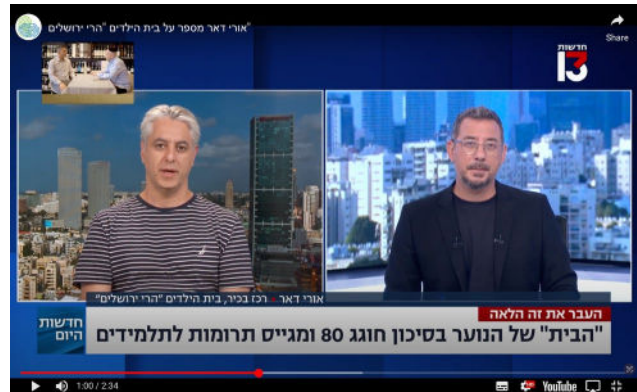 אורי דאר מספר על בית הילדים "הרי ירושלים"
Share
חדשות
13
אורי דאר • רכז בכיר, בית הילדים "הרי ירושלים"
העבר את זה הלאה
"הבית" של הנוער בסיכון חוגג 80 ומגייס תרומות לתלמידים
חדשות
היום
1:00 / 2:34
YouTube